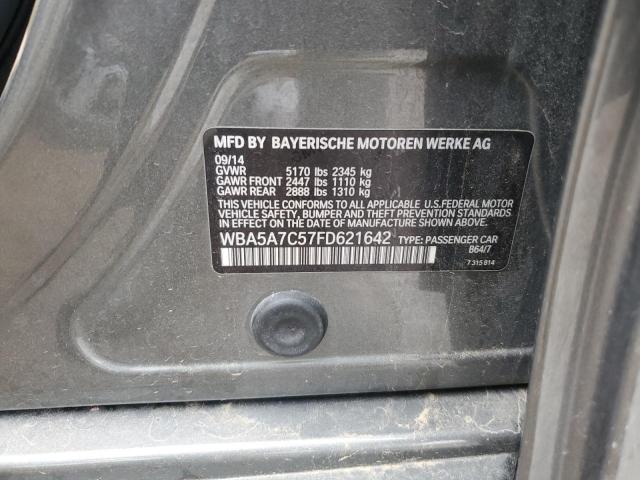 MFD BY BAYERISCHE MOTOREN WERKE AG
09/14
GVWR 5170 lbs 2345 kg
GAWR FRONT 2447 lbs 1110 kg
GAWR REAR 2888 lbs 1310 kg
THIS VEHICLE CONFORMS TO ALL APPLICABLE U.S.FEDERAL MOTOR
VEHICLE SAFETY, BUMPER AND THEFT PREVENTION STANDARDS
IN EFFECT ON THE DATE OF MANUFACTURE SHOWN ABOVE.
WBA5A7C57FD621642 TYPE: PASSENGER CAR
B64/7
7 315 814